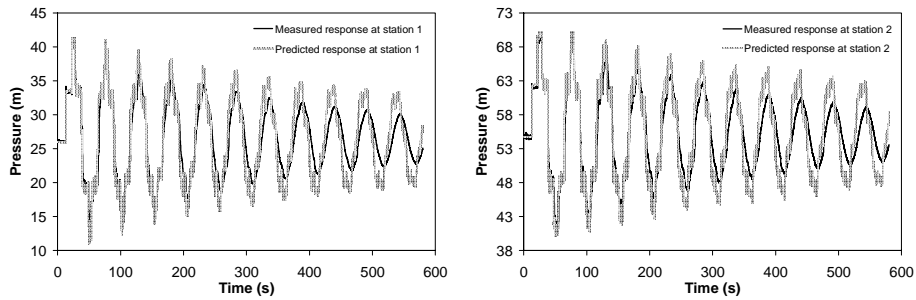 45
40
35
30
25
20
15
10
Pressure (m)
Measured response at station 1
Predicted response at station 1
0 100 200 300 400 500 600
Time (s)
73
68
63
58
53
48
43
38
Pressure (m)
Measured response at station 2
Predicted response at station 2
0 100 200 300 400 500 600
Time (s)